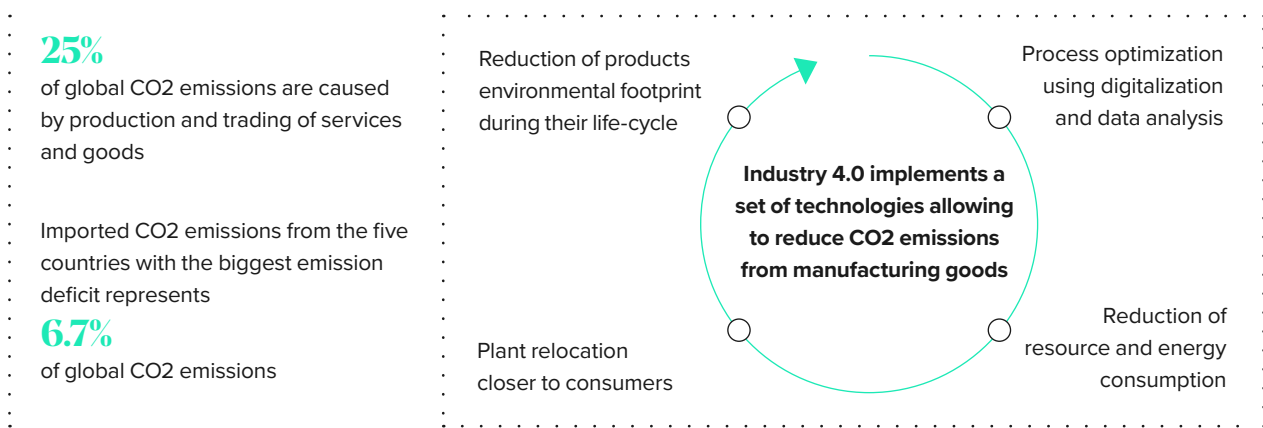 25%
of global CO2 emissions are caused
by production and trading of services
and goods
Imported CO2 emissions from the five
countries with the biggest emission
deficit represents
6.7%
of global CO2 emissions
Reduction of products
environmental footprint
during their life-cycle
Process optimization
using digitalization
and data analysis
Industry 4.0 implements a
set of technologies allowing
to reduce CO2 emissions
from manufacturing goods
Plant relocation
closer to consumers
Reduction of
resource and energy
consumption